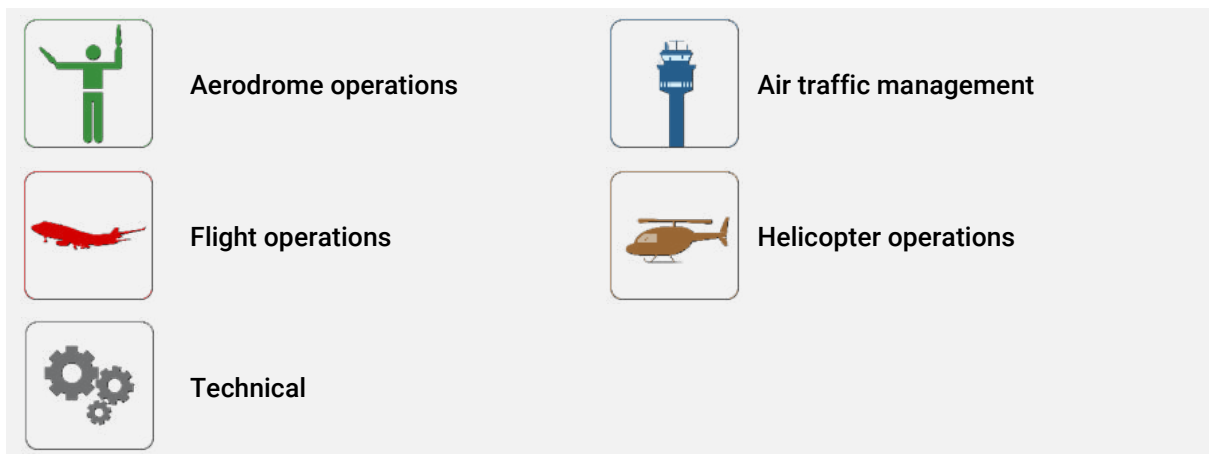 Aerodrome operations
Air traffic management
Flight operations
Helicopter operations
Technical